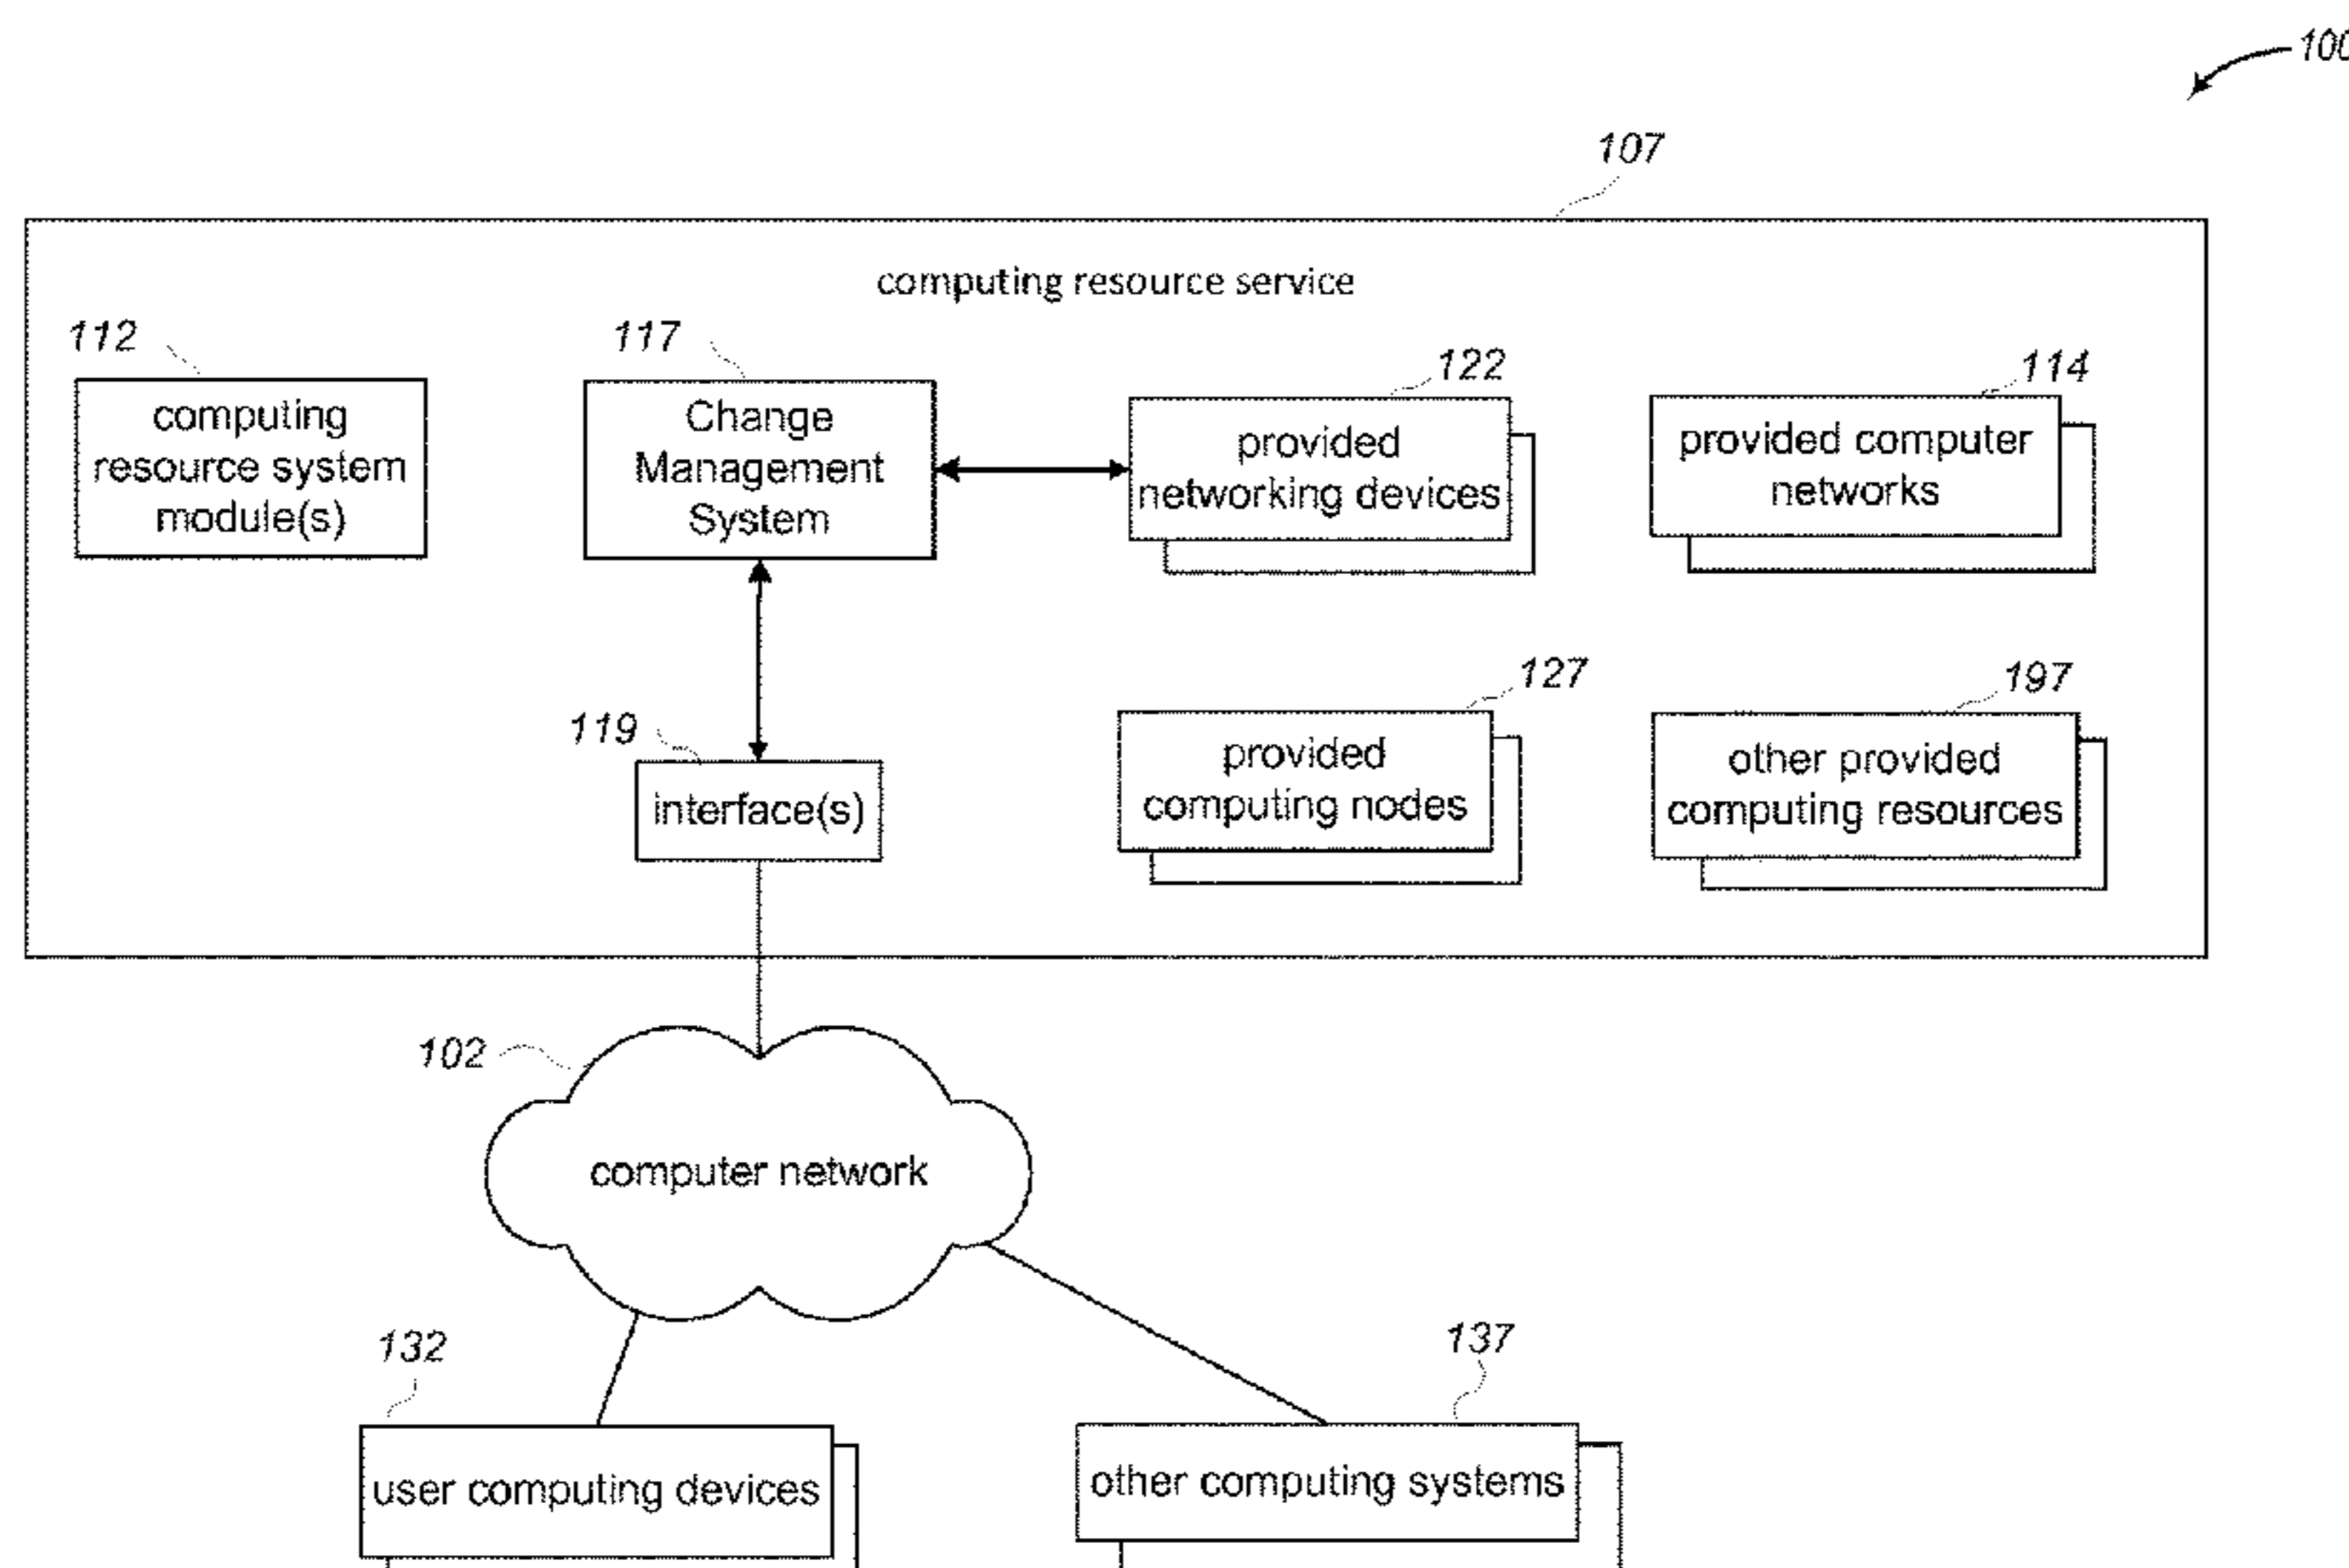 100
107
computing resource service
112
117
122
114
computing
resource system
module(s)
Change
Management
System
provided
networking devices
provided computer
networks
119
127
197
interface(s)
provided
computing nodes
other provided
computing resources
102
computer network
132
137
user computing devices
other computing systems